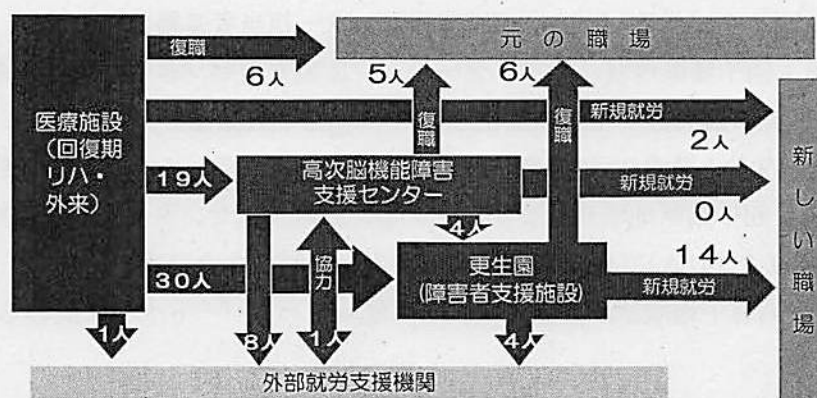 元の職場
復職
6人
5人
6人
医療施設
(回復期
リハ・
外来)
復職
復職
新規就労
2人
19人
高次脳機能障害
支援センター
新規就労
0人
4人
14人
30人
協力
更生園
(障害者支援施設)
新規就労
新しい職場
1人
8人
1人
4人
外部就労支援機関